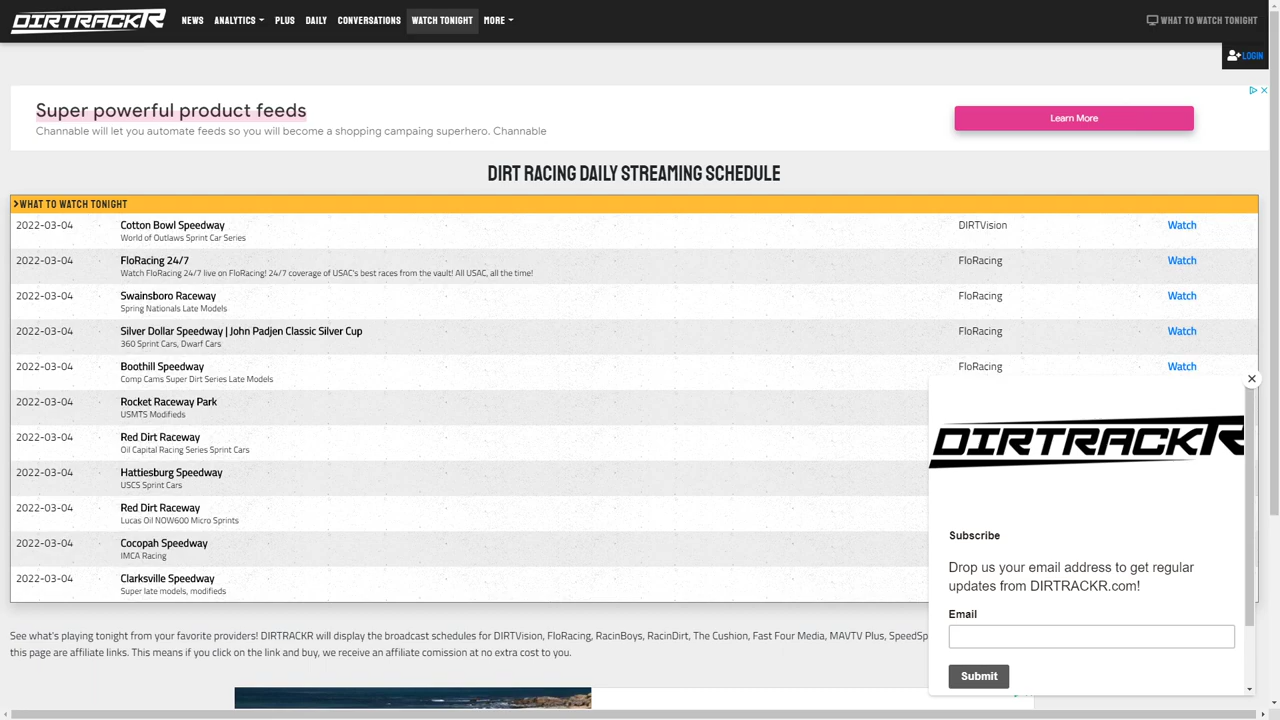 DIRTRACKR NEWS ANALYTICS PLUS DAILY CONVERSATIONS WATCH TONIGHT MORE WHAT TO WATCH TONIGHT
LOGIN
Super powerful product feeds
Channable will let you automate feeds so you will become a shopping campaing superhero. Channable
Learn More
DIRT RACING DAILY STREAMING SCHEDULE
WHAT TO WATCH TONIGHT
2022-03-04 Cotton Bowl Speedway DIRTVision Watch
World of Outlaws Sprint Car Series
2022-03-04 FloRacing 24/7 FloRacing Watch
Watch FloRacing 24/7 live on FloRacing! 24/7 coverage of USAC's best races from the vault! All USAC, all the time!
2022-03-04 Swainsboro Raceway FloRacing Watch
Spring Nationals Late Models
2022-03-04 Silver Dollar Speedway | John Padjen Classic Silver Cup FloRacing Watch
360 Sprint Cars, Dwarf Cars
2022-03-04 Boothill Speedway FloRacing Watch
Comp Cams Super Dirt Series Late Models
2022-03-04 Rocket Raceway Park
USMTS Modifieds
2022-03-04 Red Dirt Raceway
Oil Capital Racing Series Sprint Cars
2022-03-04 Hattiesburg Speedway
USCS Sprint Cars
2022-03-04 Red Dirt Raceway
Lucas Oil NOW600 Micro Sprints
2022-03-04 Cocopah Speedway
IMCA Racing
2022-03-04 Clarksville Speedway
Super late models, modifieds
See what's playing tonight from your favorite providers! DIRTRACKR will display the broadcast schedules for DIRTVision, FloRacing, RacinBoys, RacinDirt, The Cushion, Fast Four Media, MAVTV Plus,
this page are affiliate links. This means if you click on the link and buy, we receive an affiliate comission at no extra cost to you.
DIRTRACKR
Subscribe
Drop us your email address to get regular
updates from DIRTRACKR.com!
Email
Submit